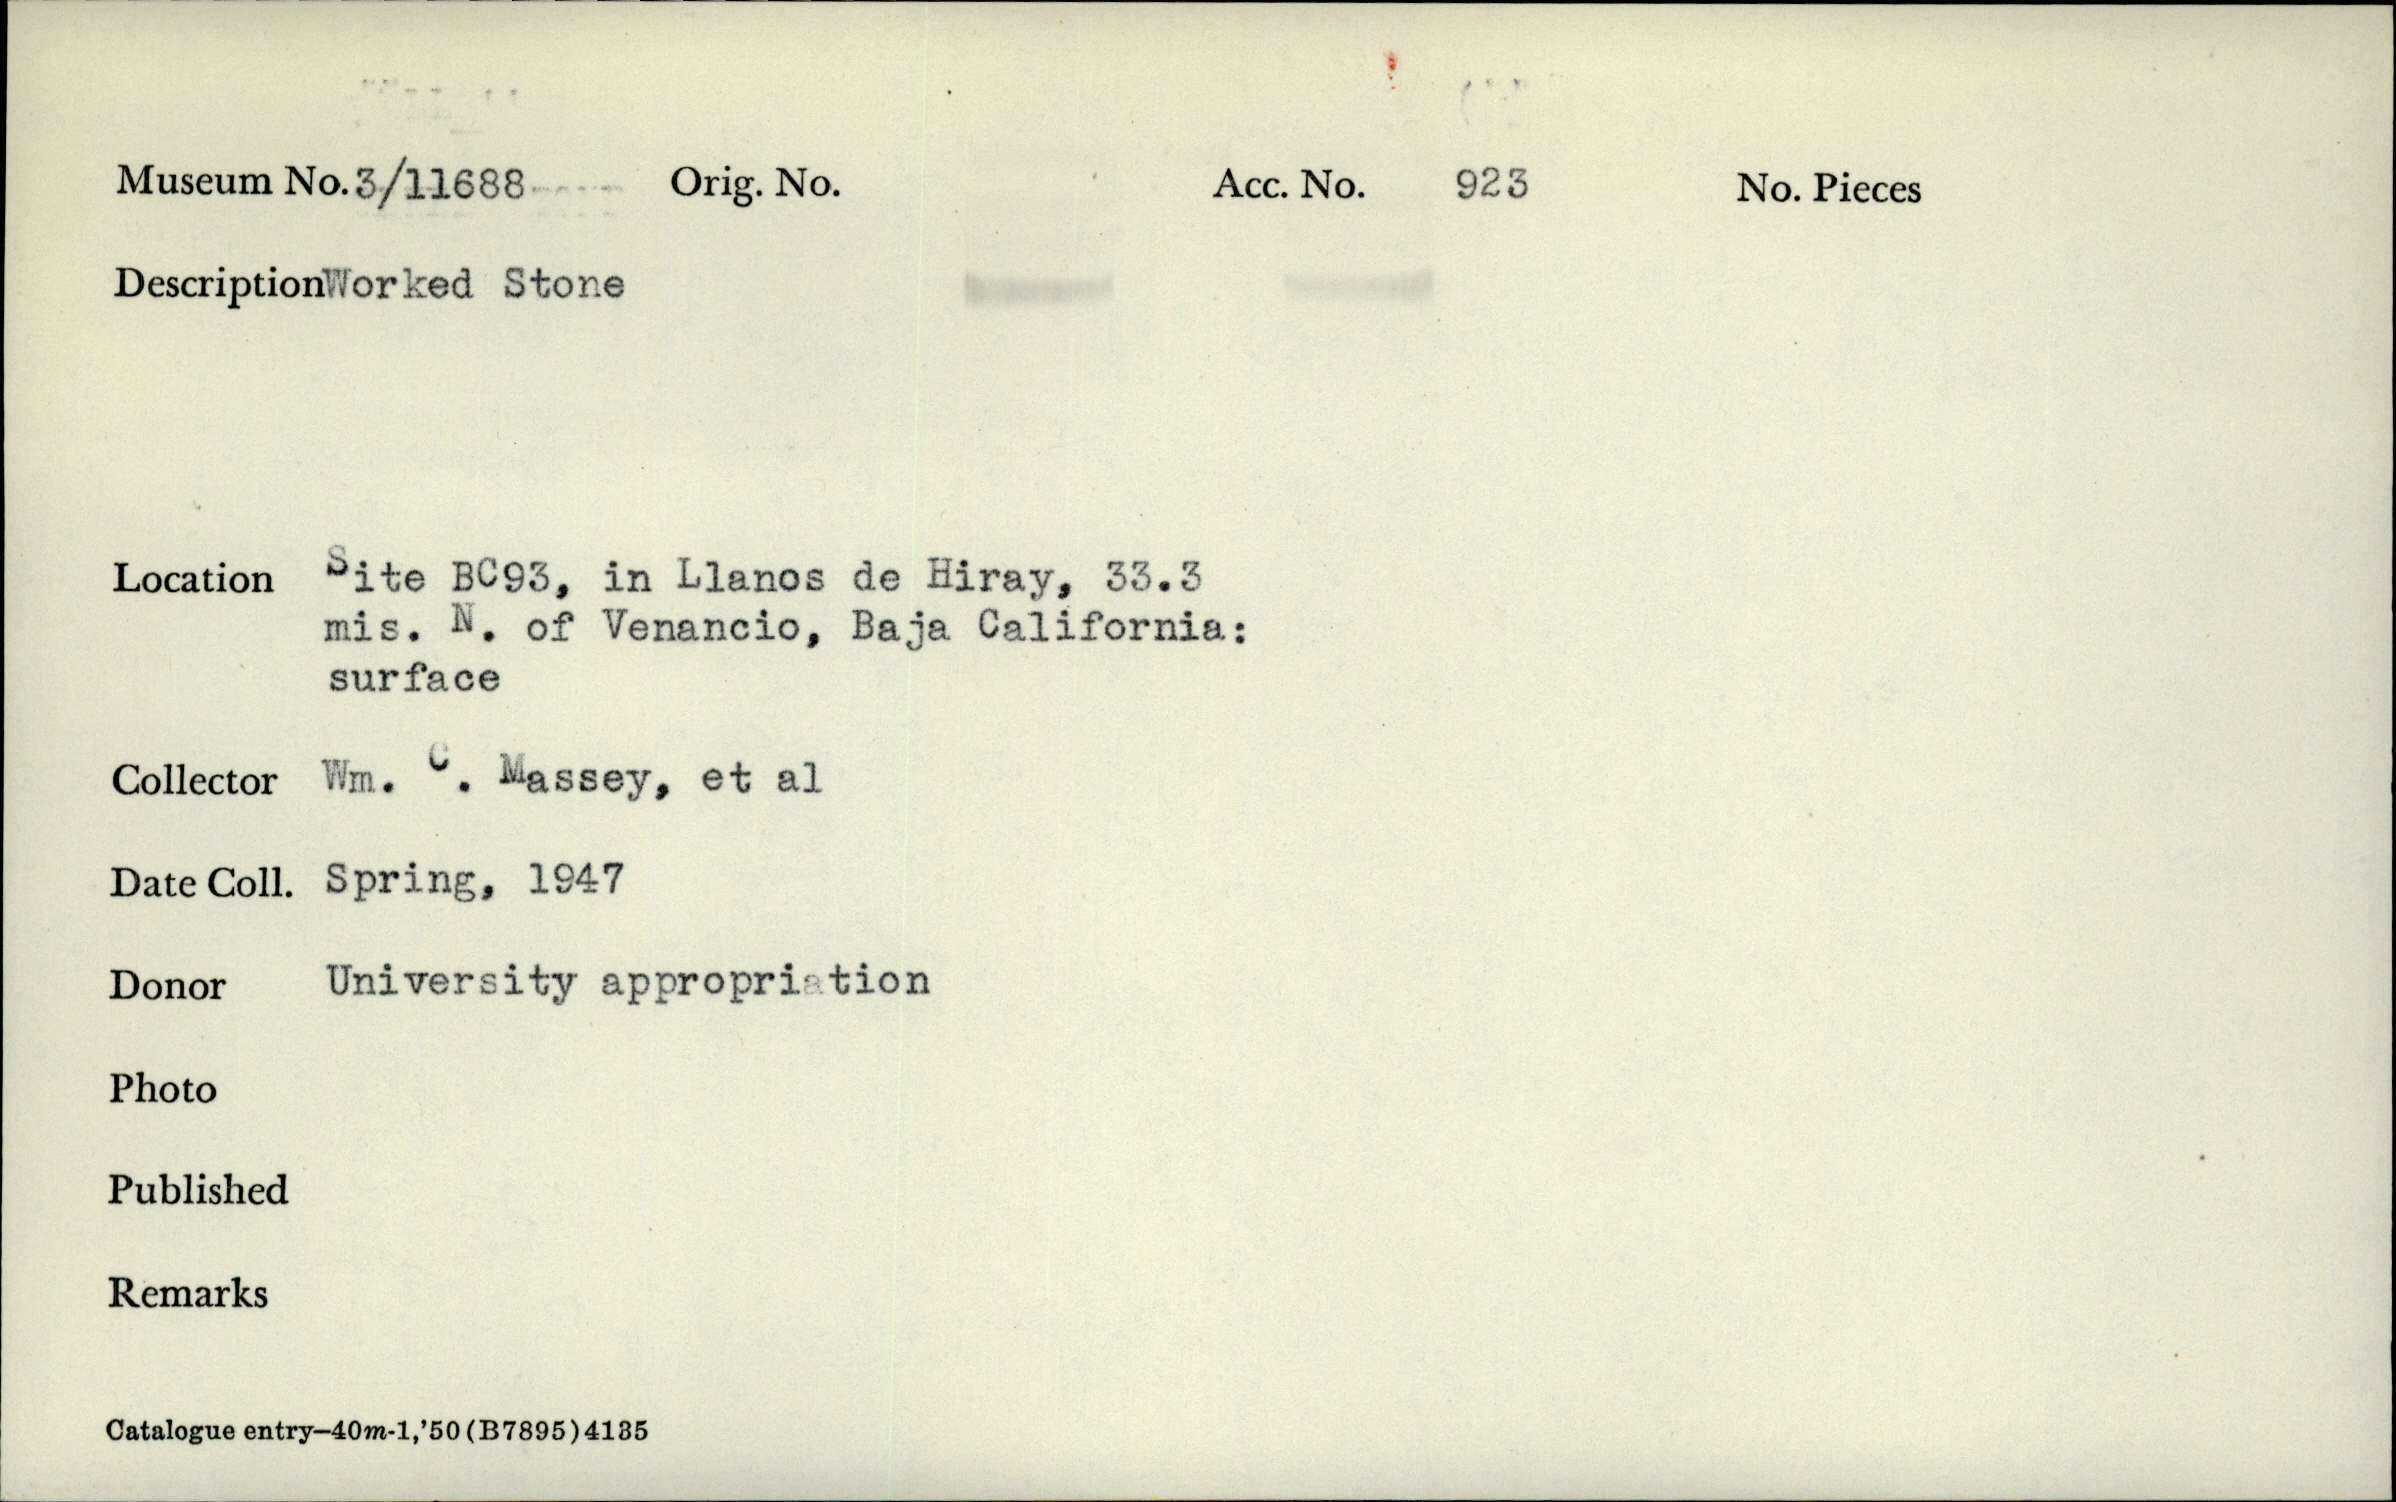 Museum No. 3/11688 Orig. No. Acc. No. 923 No. Pieces
Description Worked Stone
Location Site BC93, in Llanos de Hiray, 33.3
mis. N. of Venancio, Baja California:
surface
Collector Wm. C. Massey, et al
Date Coll. Spring, 1947
Donor University appropriation
Photo
Published
Remarks
Catalogue entry—40m-1,'50(B7895)4135